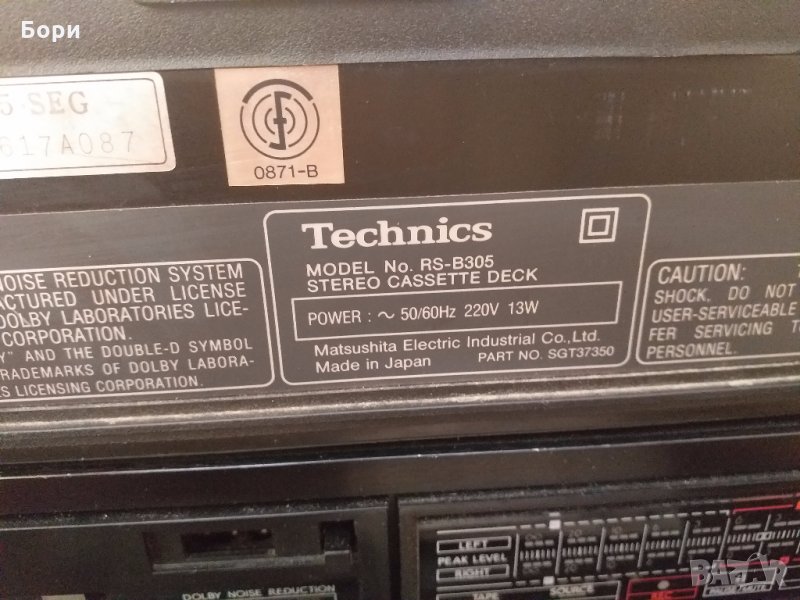 Бори
5 SEG
617A087
0871-B
Technics
MODEL No. RS-B305
STEREO CASSETTE DECK
POWER : ~ 50/60Hz 220V 13W
Matsushita Electric Industrial Co.,Ltd.
Made in Japan PART NO. SGT37350
NOISE REDUCTION SYSTEM
UNDER LICENSE
DOLBY LABORATORIES LICE-
CORPORATION.
AND THE DOUBLE-D SYMBOL
TRADEMARKS OF DOLBY LABORA-
LICENSING CORPORATION.
CAUTION:
SHOCK, DO NOT
USER-SERVICEABLE
FER SERVICING
PERSONNEL.
LEFT
PEAK LEVEL
RIGHT
DOLBY NOISE REDUCTION
TAPE
SOURCE
REC
BAZAR